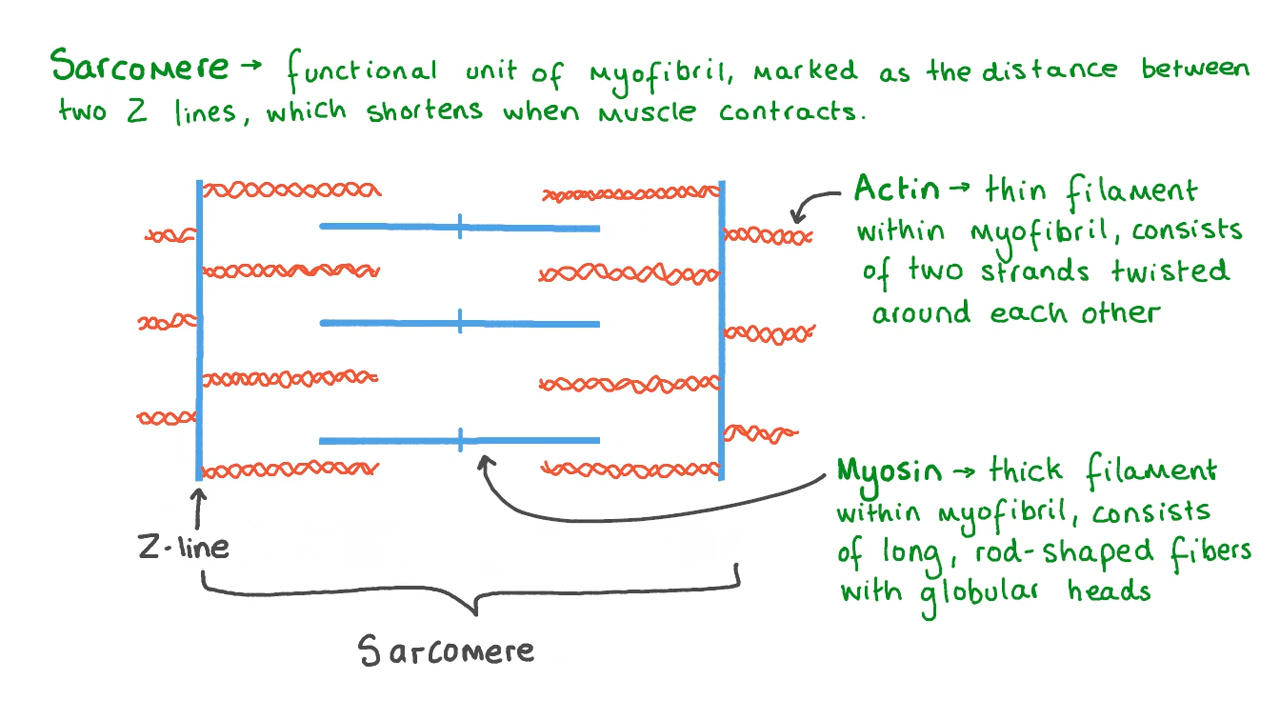 Sarcomere → functional unit of myofibril, marked as the distance between
two Z lines, which shortens when muscle contracts.
Actin → thin filament
within myofibril, consists
of two strands twisted
around each other
Myosin → thick filament
within myofibril, consists
of long, rod-shaped fibers
with globular heads
Z-line
Sarcomere